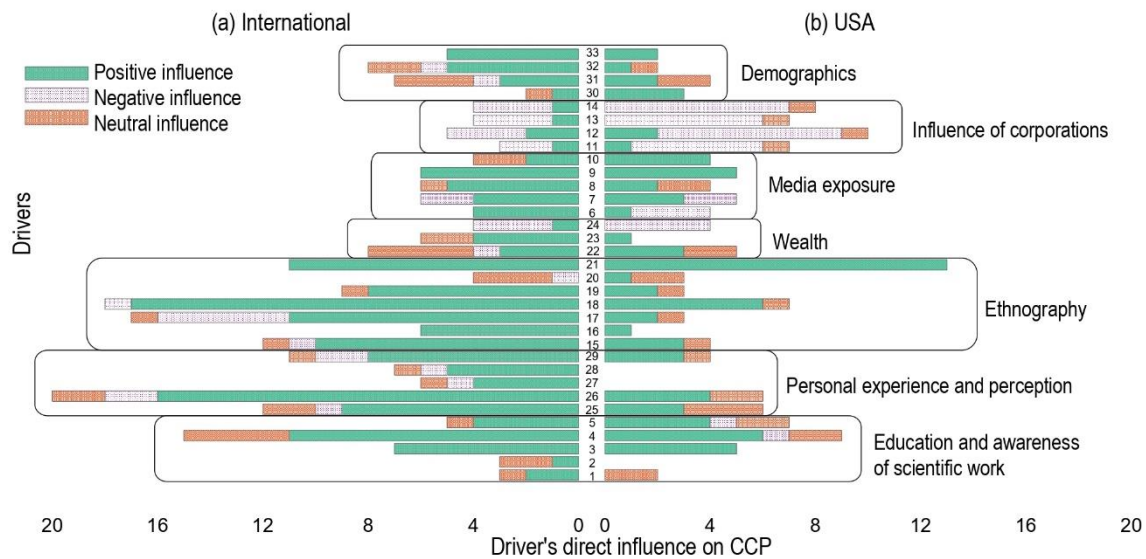 (a) International
(b) USA
Positive influence
Negative influence
Neutral influence
Drivers
33
32
31
30
14
13
12
11
10
9
8
7
6
24
23
22
21
20
19
18
17
16
15
29
28
27
26
25
5
4
3
2
1
Demographics
Influence of corporations
Media exposure
Wealth
Ethnography
Personal experience and perception
Education and awareness
of scientific work
20 16 12 8 4 0 0 4 8 12 16 20
Driver's direct influence on CCP